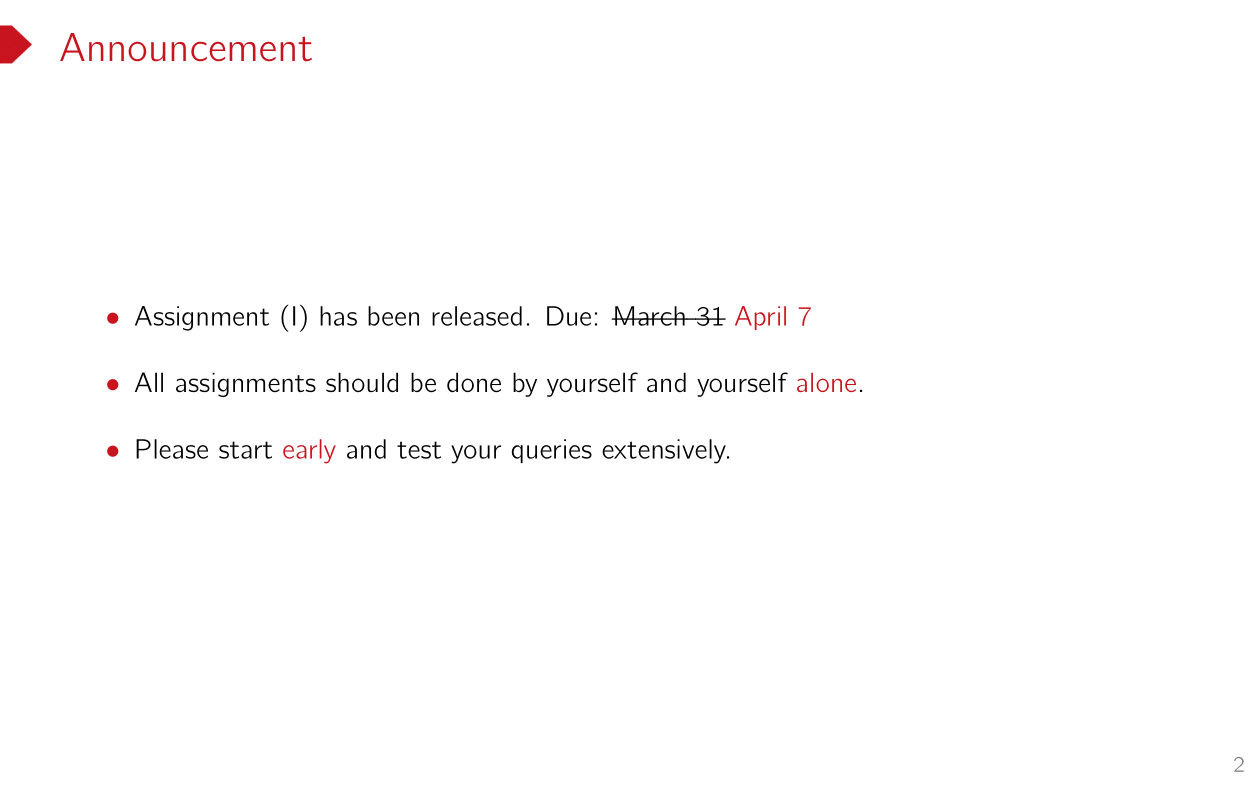 Announcement
• Assignment (I) has been released. Due: March 31 April 7
• All assignments should be done by yourself and yourself alone.
• Please start early and test your queries extensively.
2